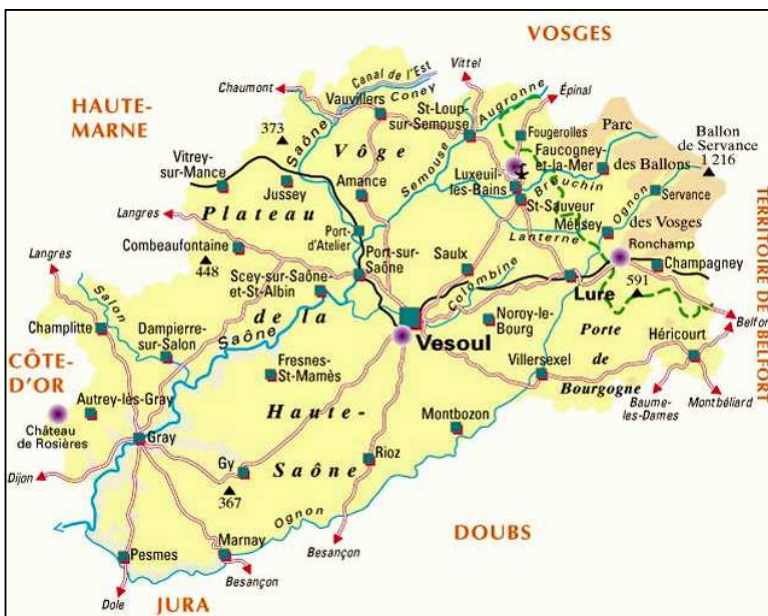 VOSGES
Vittel
Canal de l'Est
Chaumont
Coney
Augronne
Épinal
HAUTE-
MARNE
Vauvillers
St-Loup-
sur-Semouse
Fougerolles
Parc
Ballon
de Servance
1 216
373
Saône
Vôge
Semouse
Faucogney-
et-la-Mer
des Ballons
Vitrey-
sur-Mance
Jussey
Amance
Luxeuil-
les-Bains
Breuchin
Servance
St-Sauveur
Ognon
Langres
Plateau
Port-
d'Atelier
Mélisey
des Vosges
Lanterne
Ronchamp
Combeaufontaine
Port-sur-
Saône
Saulx
Champagney
Langres
448
Scey-sur-Saône-
et-St-Albin
Colombine
Lure
591
TERRITOIRE DE BELFORT
Salon
de la
Noroy-le-
Bourg
Belfort
Champlitte
Dampierre-
sur-Salon
Saône
Vesoul
Porte
Héricourt
CÔTE-
D'OR
Fresnes-
St-Mamès
Villersexel
de
Bourgogne
Autrey-lès-Gray
Haute-
Montbozon
Baume-
les-Dames
Montbéliard
Château
de Rosières
Gray
Gy
Rioz
Saône
Dijon
367
Ognon
DOUBS
Pesmes
Marnay
Besançon
Besançon
Dole
JURA